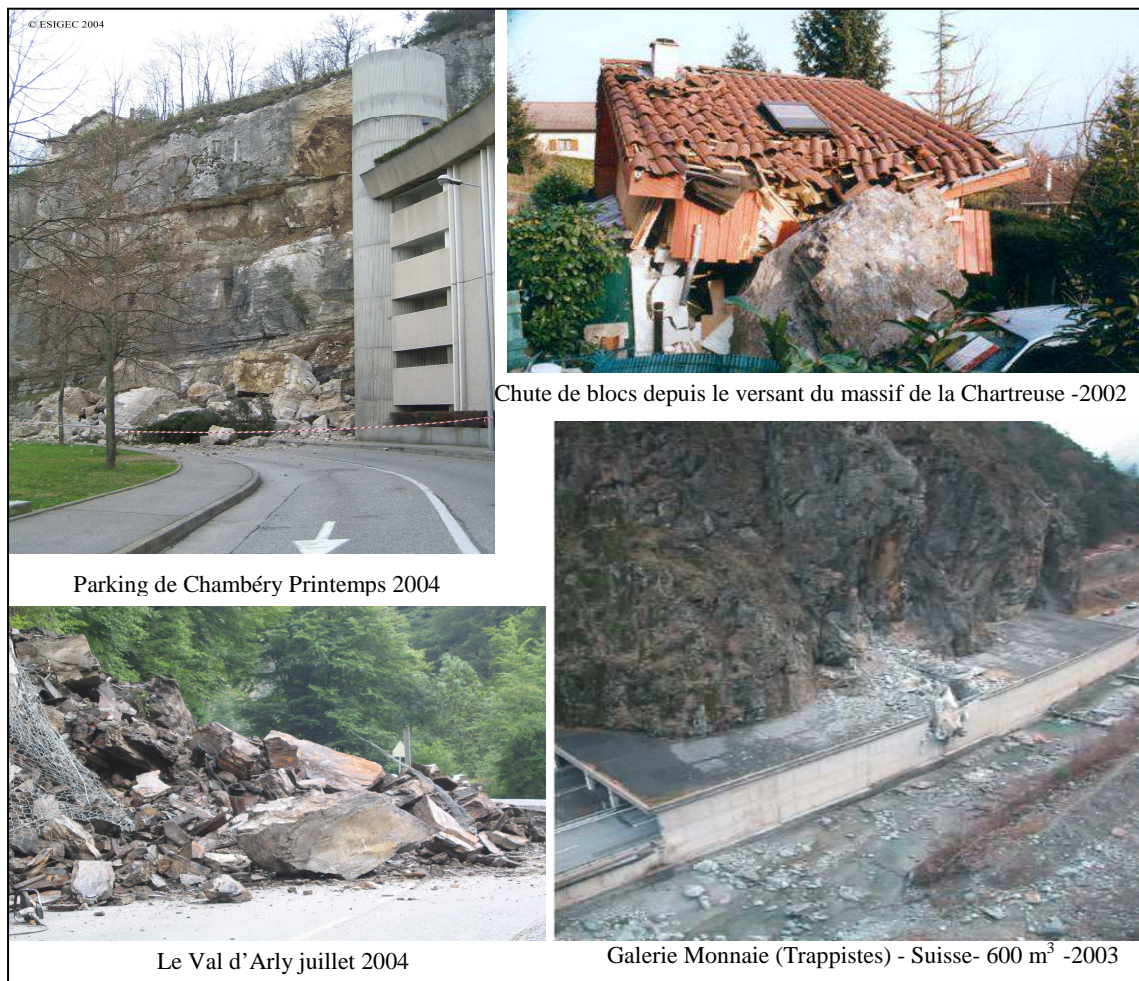 © ESIGEC 2004
Chute de blocs depuis le versant du massif de la Chartreuse -2002
Parking de Chambéry Printemps 2004
Le Val d’Arly juillet 2004
Galerie Monnaie (Trappistes) - Suisse- 600 m³ -2003